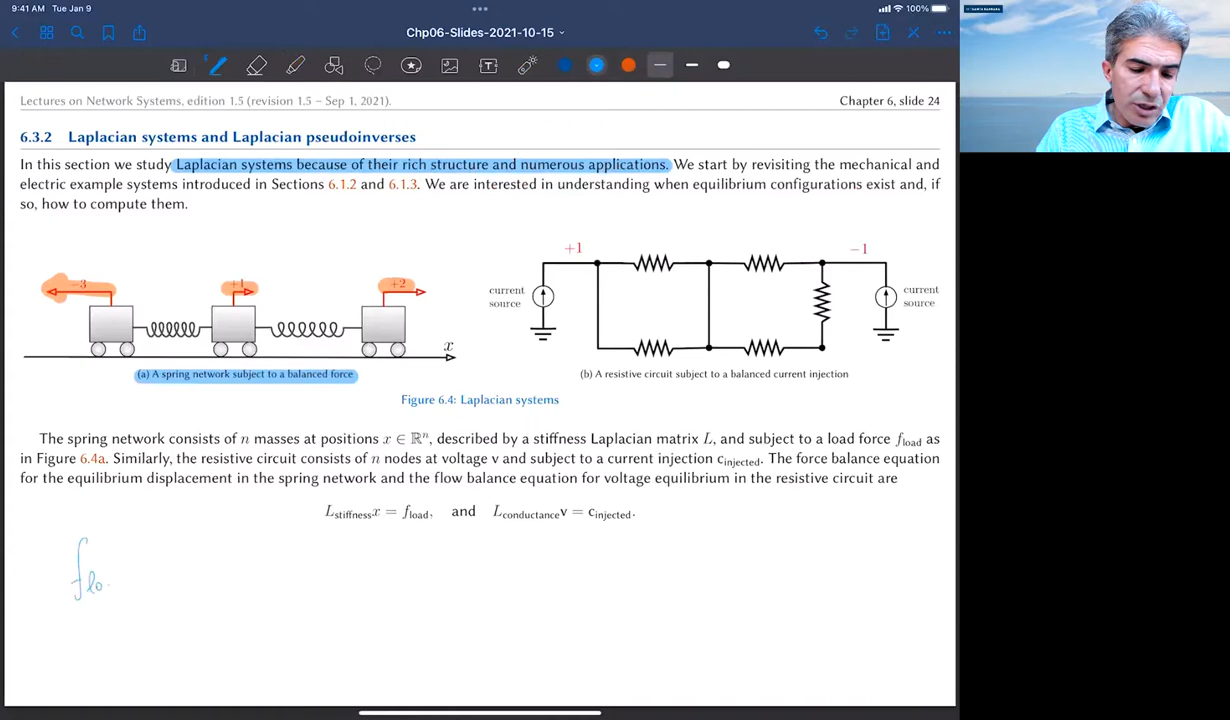 9:41 AM Tue Jan 9
100%
Chp06-Slides-2021-10-15
Lectures on Network Systems, edition 1.5 (revision 1.5 – Sep 1, 2021).
Chapter 6, slide 24
6.3.2 Laplacian systems and Laplacian pseudoinverses
In this section we study Laplacian systems because of their rich structure and numerous applications. We start by revisiting the mechanical and
electric example systems introduced in Sections 6.1.2 and 6.1.3. We are interested in understanding when equilibrium configurations exist and, if
so, how to compute them.
−3
+1
+2
x
(a) A spring network subject to a balanced force
+1
−1
current
source
current
source
(b) A resistive circuit subject to a balanced current injection
Figure 6.4: Laplacian systems
The spring network consists of n masses at positions x ∈ ℝⁿ, described by a stiffness Laplacian matrix L, and subject to a load force f_load as
in Figure 6.4a. Similarly, the resistive circuit consists of n nodes at voltage v and subject to a current injection c_injected. The force balance equation
for the equilibrium displacement in the spring network and the flow balance equation for voltage equilibrium in the resistive circuit are
L_stiffness x = f_load, and L_conductance v = c_injected.
f_lo